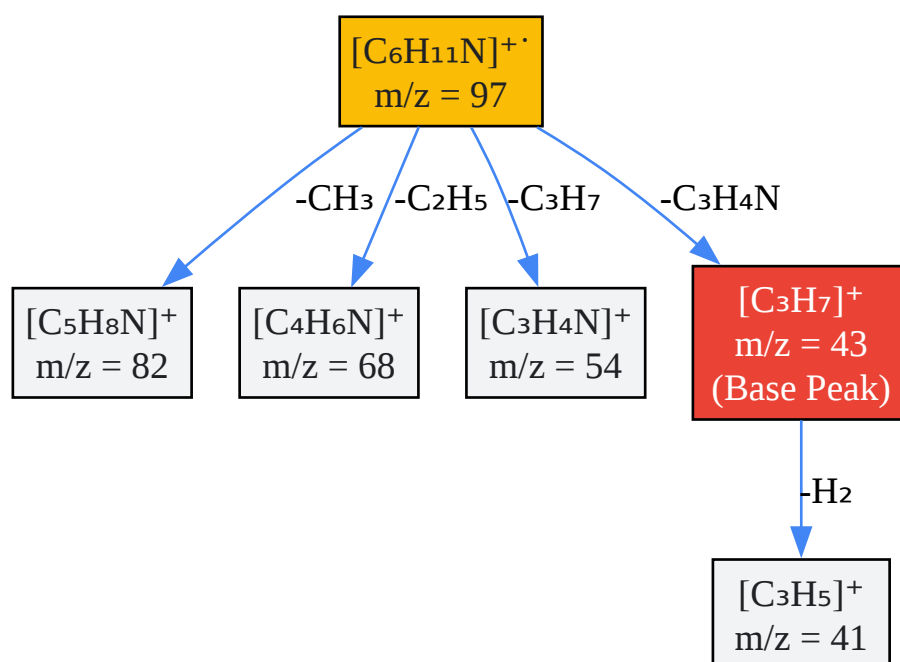 [C₆H₁₁N]⁺˙
m/z = 97
-CH₃
-C₂H₅
-C₃H₇
-C₃H₄N
[C₅H₈N]⁺
m/z = 82
[C₄H₆N]⁺
m/z = 68
[C₃H₄N]⁺
m/z = 54
[C₃H₇]⁺
m/z = 43
(Base Peak)
-H₂
[C₃H₅]⁺
m/z = 41